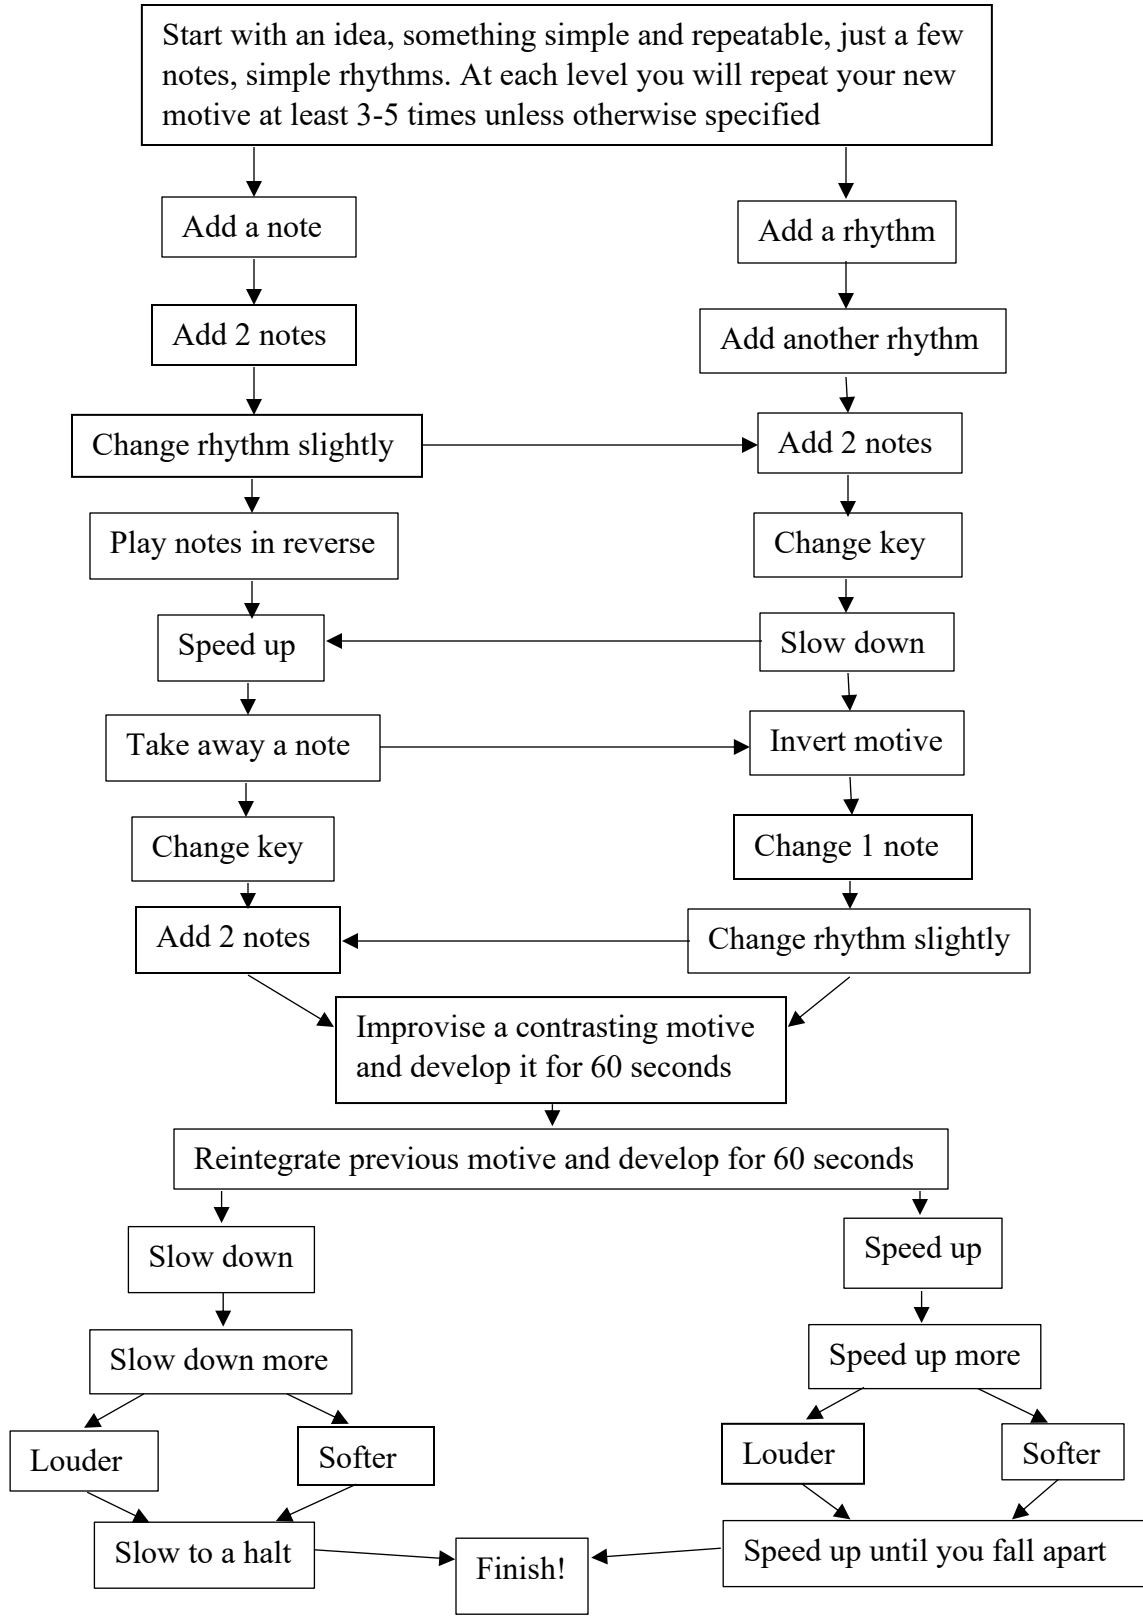 Start with an idea, something simple and repeatable, just a few
notes, simple rhythms. At each level you will repeat your new
motive at least 3-5 times unless otherwise specified
Add a note
Add a rhythm
Add 2 notes
Add another rhythm
Change rhythm slightly
Add 2 notes
Play notes in reverse
Change key
Speed up
Slow down
Take away a note
Invert motive
Change key
Change 1 note
Add 2 notes
Change rhythm slightly
Improvise a contrasting motive
and develop it for 60 seconds
Reintegrate previous motive and develop for 60 seconds
Slow down
Speed up
Slow down more
Speed up more
Louder
Softer
Louder
Softer
Slow to a halt
Finish!
Speed up until you fall apart